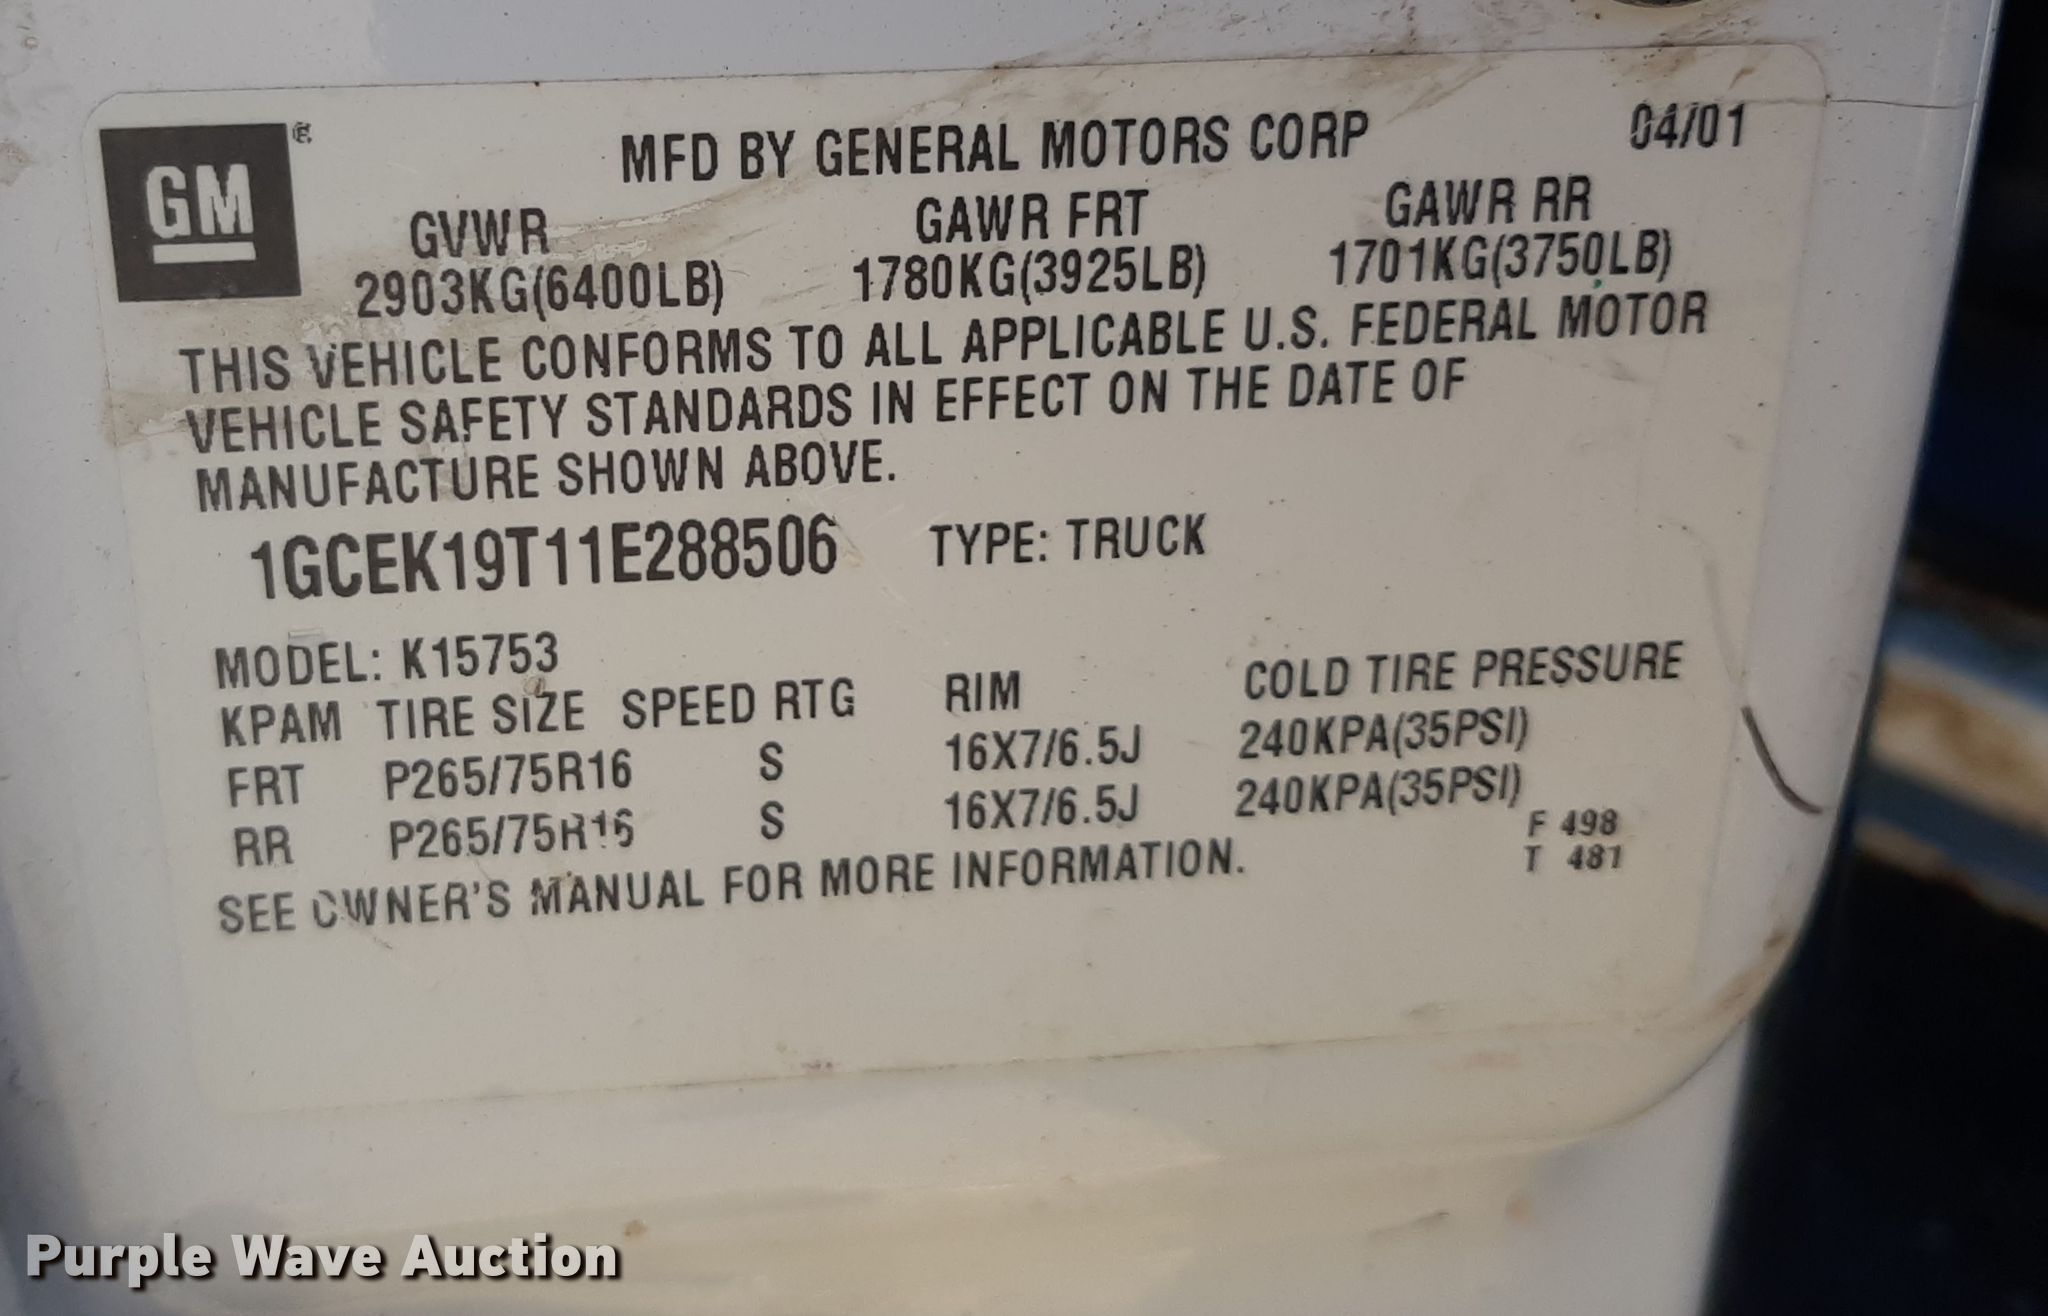 GM ®
MFD BY GENERAL MOTORS CORP 04/01
GVWR GAWR FRT GAWR RR
2903KG(6400LB) 1780KG(3925LB) 1701KG(3750LB)
THIS VEHICLE CONFORMS TO ALL APPLICABLE U.S. FEDERAL MOTOR
VEHICLE SAFETY STANDARDS IN EFFECT ON THE DATE OF
MANUFACTURE SHOWN ABOVE.
1GCEK19T11E288506 TYPE: TRUCK
MODEL: K15753
KPAM TIRE SIZE SPEED RTG RIM COLD TIRE PRESSURE
FRT P265/75R16 S 16X7/6.5J 240KPA(35PSI)
RR P265/75R16 S 16X7/6.5J 240KPA(35PSI)
SEE OWNER'S MANUAL FOR MORE INFORMATION.
F 498
T 481
Purple Wave Auction